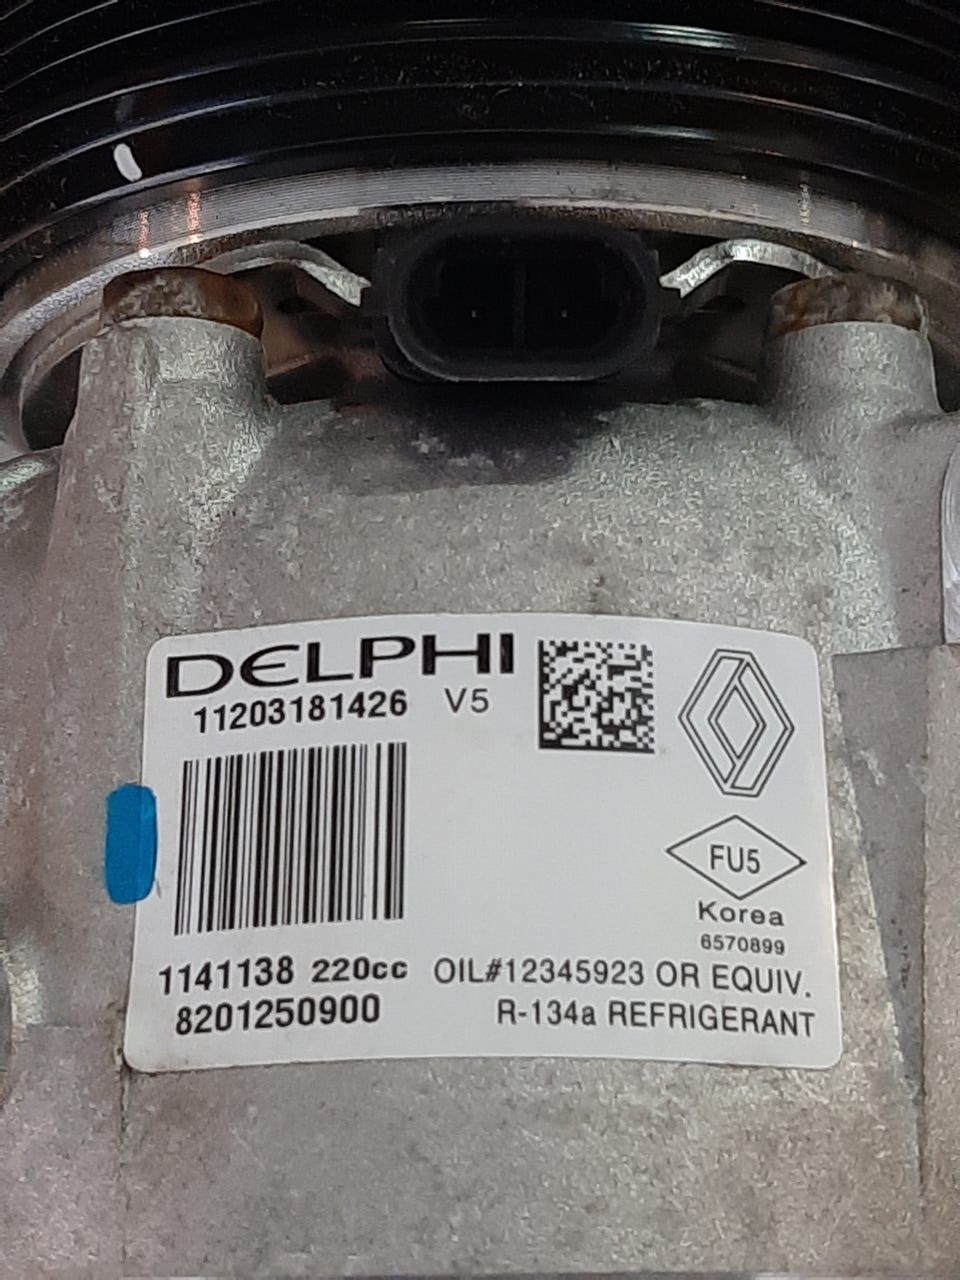 DELPHI
11203181426 V5
FU5
Korea
6570899
1141138 220cc OIL#12345923 OR EQUIV.
8201250900 R-134a REFRIGERANT